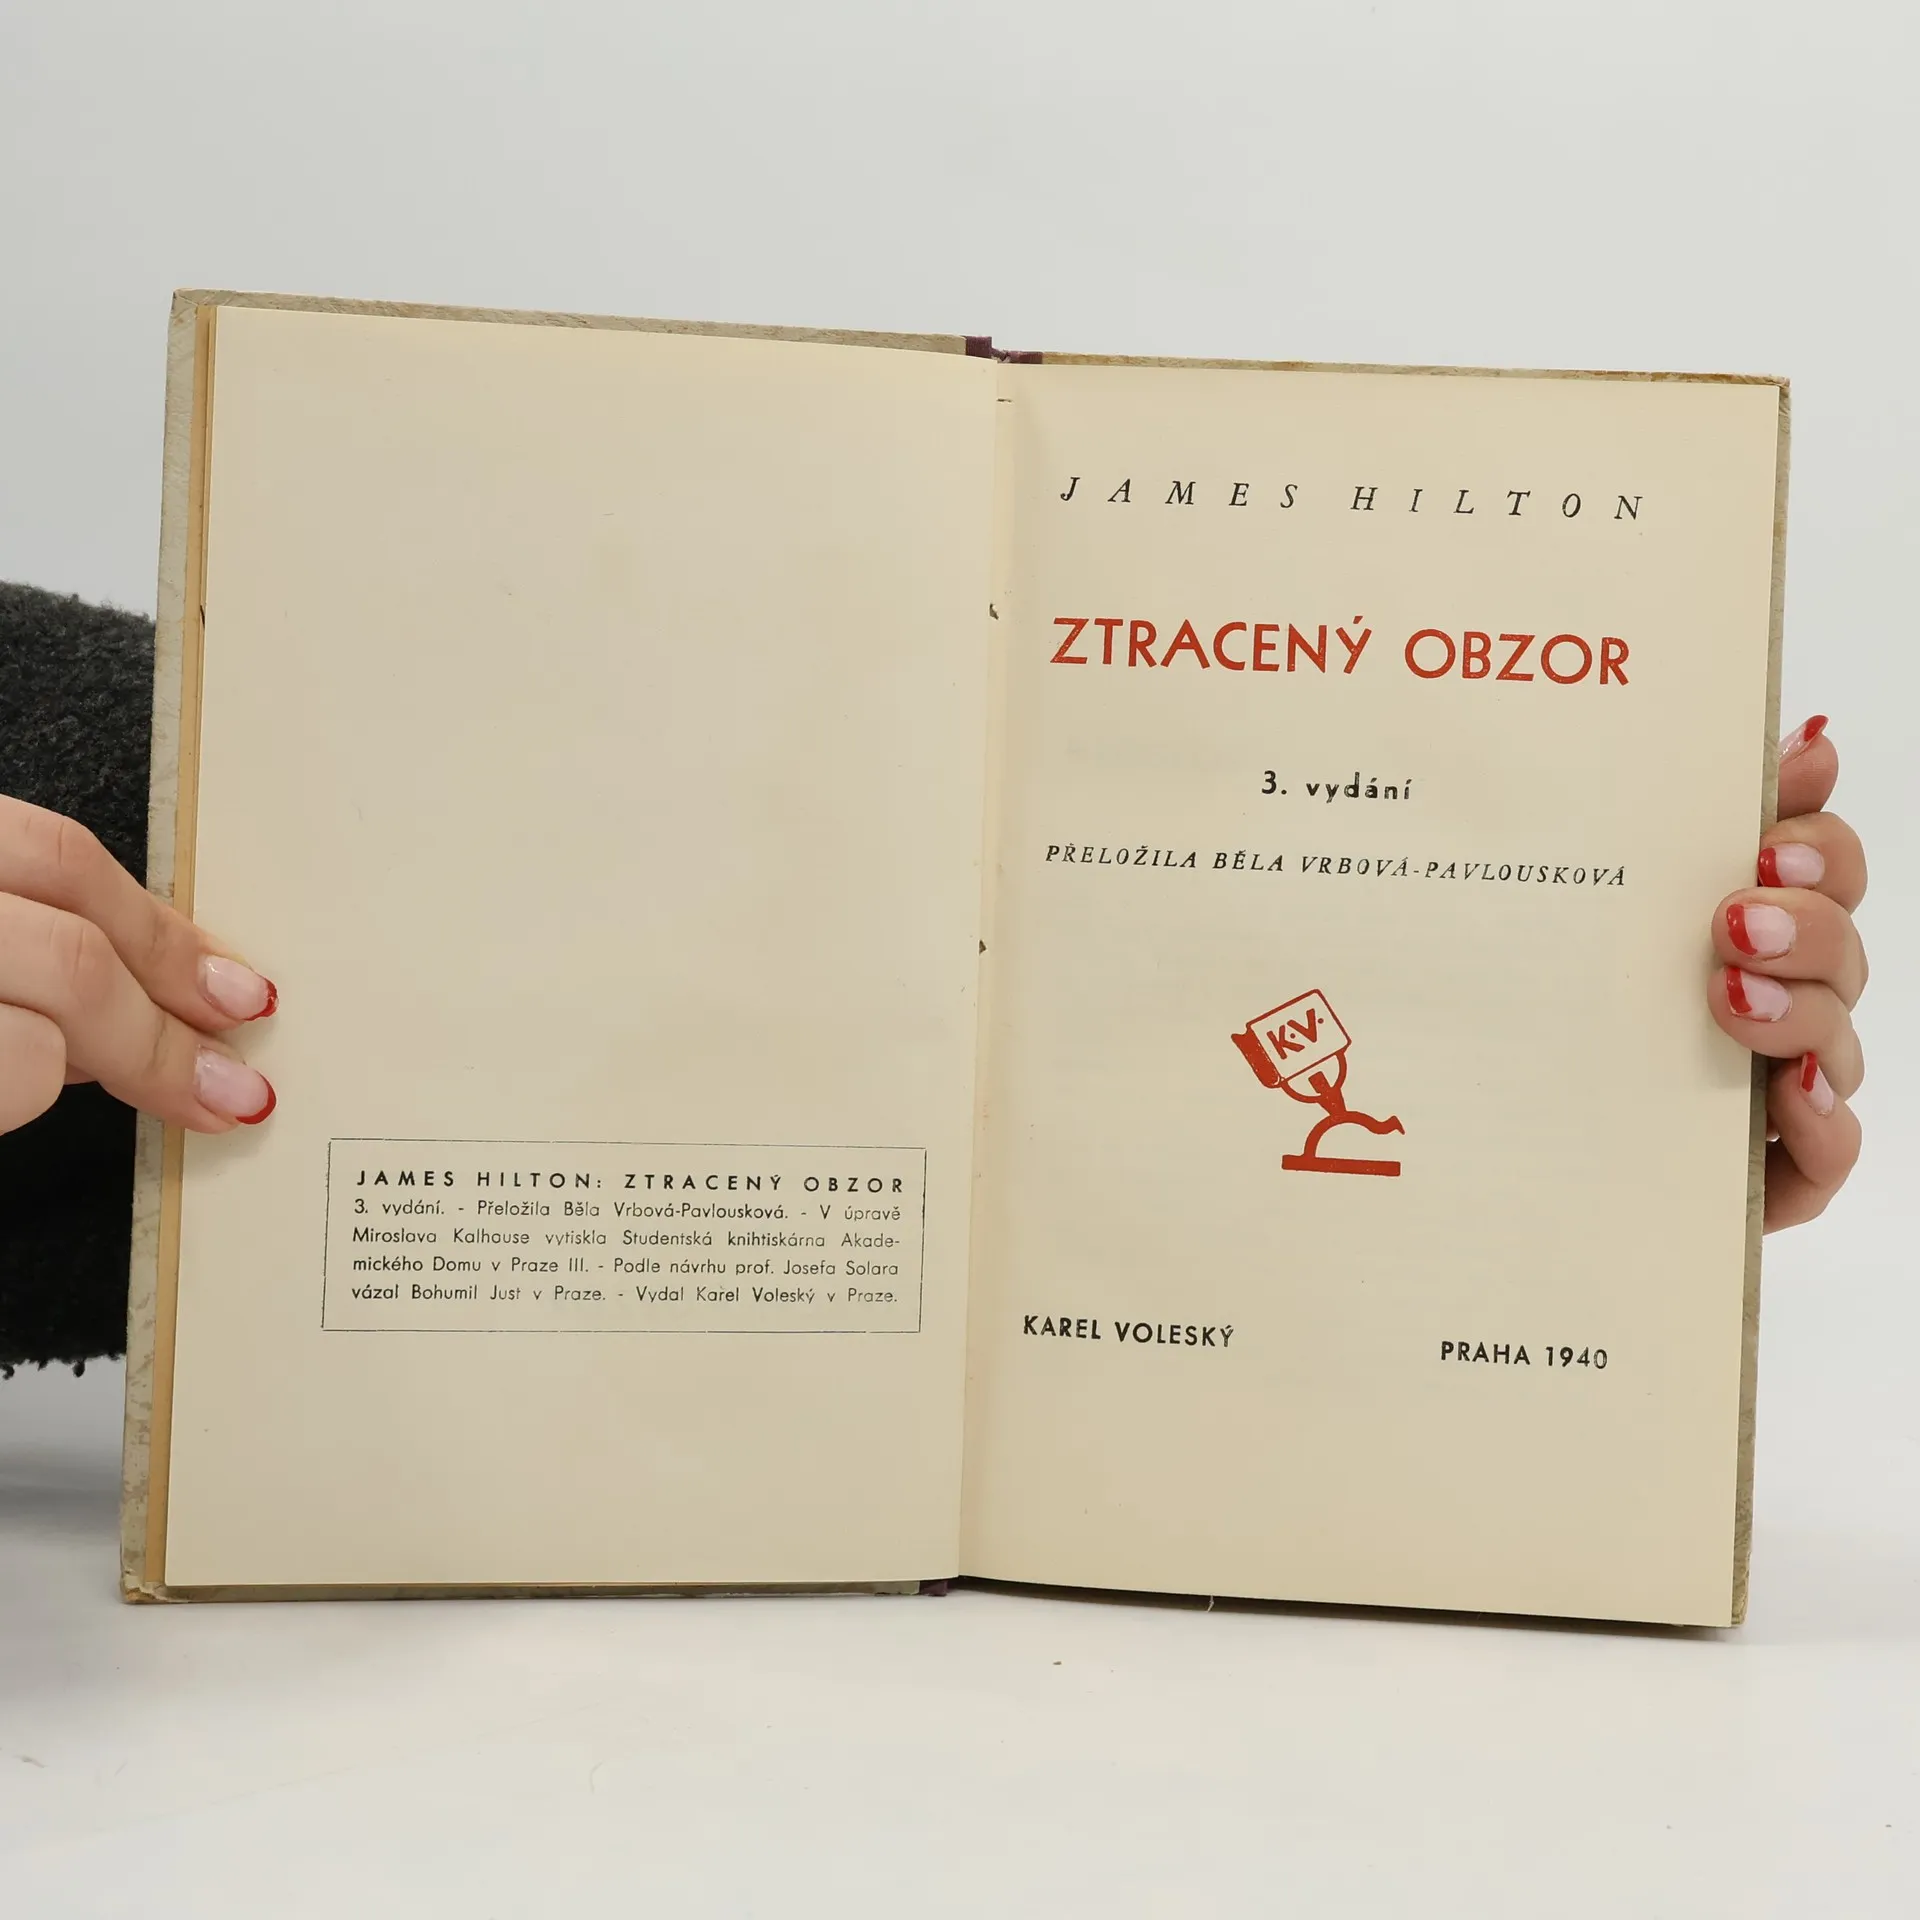 JAMES HILTON: ZTRACENÝ OBZOR
3. vydání. - Přeložila Běla Vrbová-Pavlousková. - V úpravě
Miroslava Kalhause vytiskla Studentská knihtiskárna Akade-
mického Domu v Praze III. - Podle návrhu prof. Josefa Solara
vázal Bohumil Just v Praze. - Vydal Karel Voleský v Praze.
JAMES HILTON
ZTRACENÝ OBZOR
3. vydání
PŘELOŽILA BĚLA VRBOVÁ-PAVLOUSKOVÁ
K.V.
KAREL VOLESKÝ
PRAHA 1940